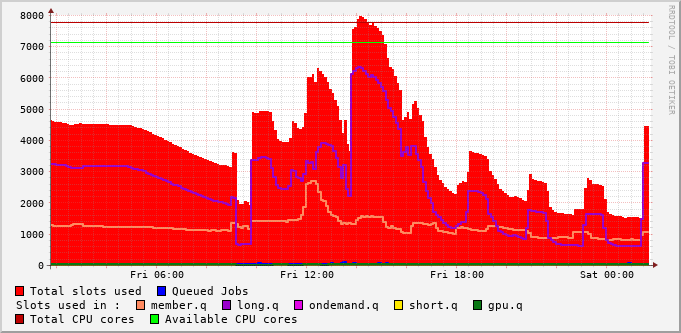 8000
7000
6000
5000
4000
3000
2000
1000
0
Fri 06:00 Fri 12:00 Fri 18:00 Sat 00:00
RRDTOOL / TOBI OETIKER
Total slots used Queued Jobs
Slots used in : member.q long.q ondemand.q short.q gpu.q
Total CPU cores Available CPU cores